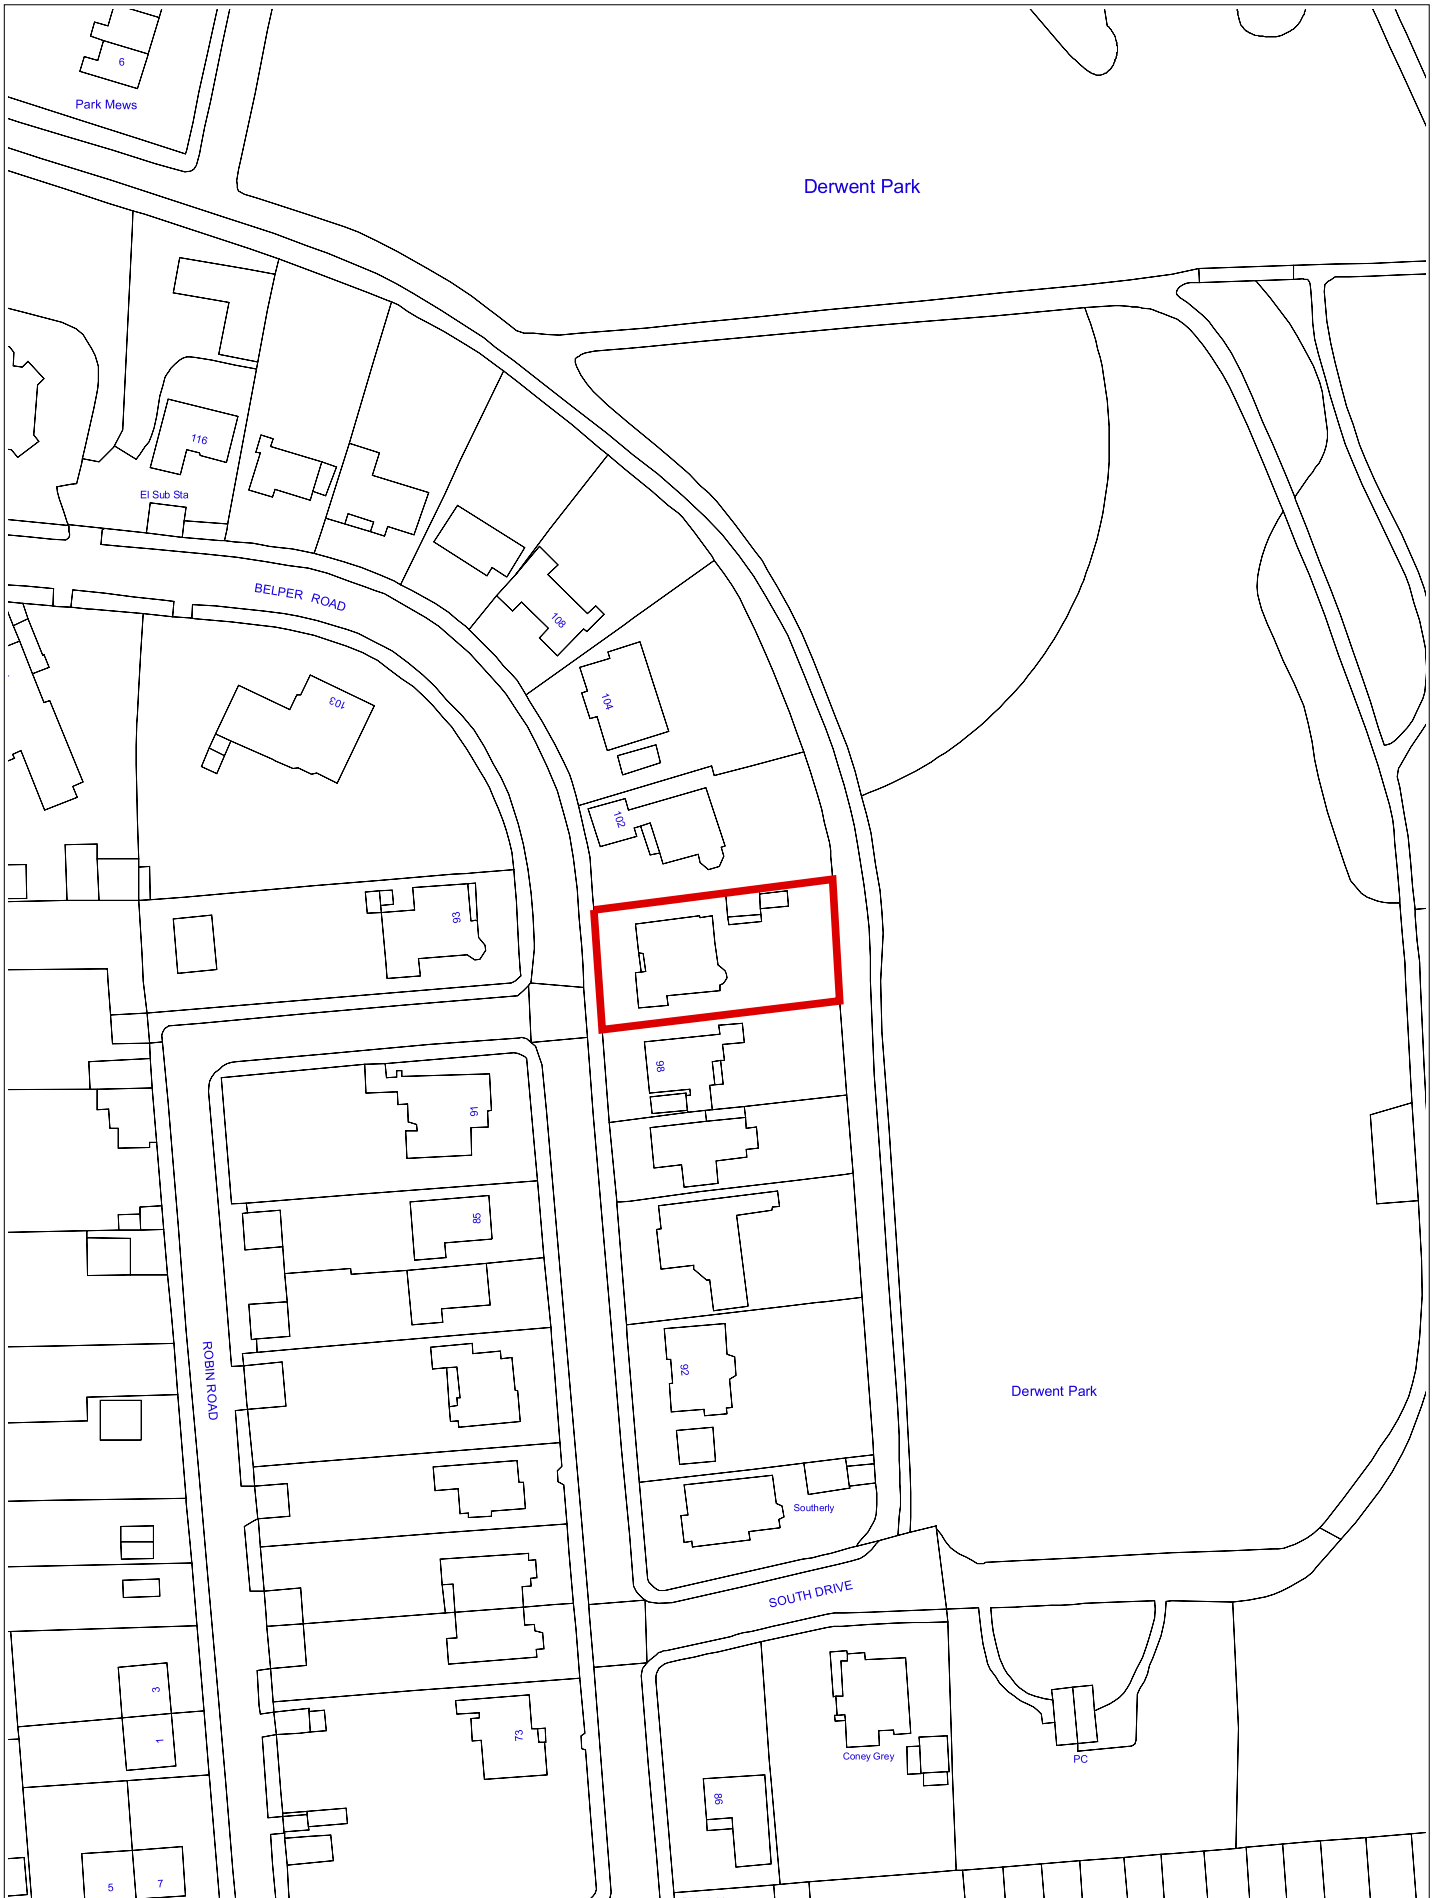 6
Park Mews
Derwent Park
116
El Sub Sta
BELPER ROAD
108
104
103
102
93
98
91
85
ROBIN ROAD
92
Derwent Park
Southerly
SOUTH DRIVE
3
1
73
Coney Grey
PC
86
5
7